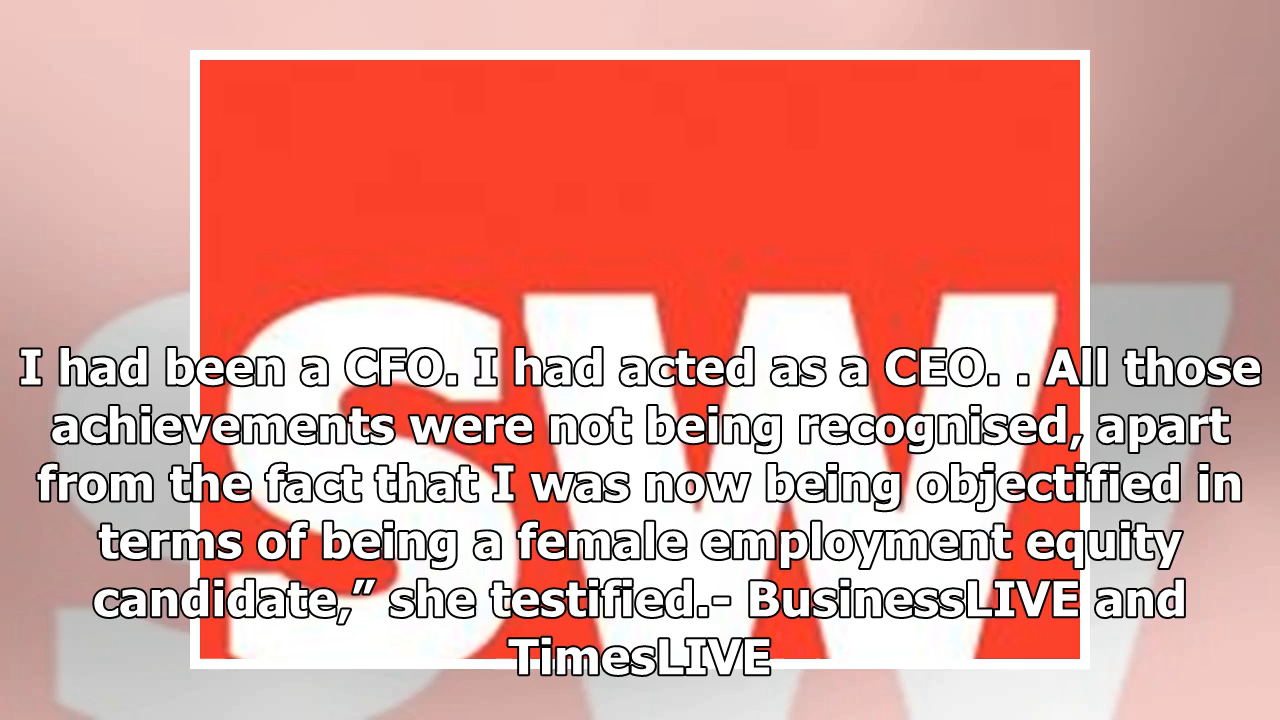 SW
I had been a CFO. I had acted as a CEO. . All those
achievements were not being recognised, apart
from the fact that I was now being objectified in
terms of being a female employment equity
candidate,” she testified.- BusinessLIVE and
TimesLIVE